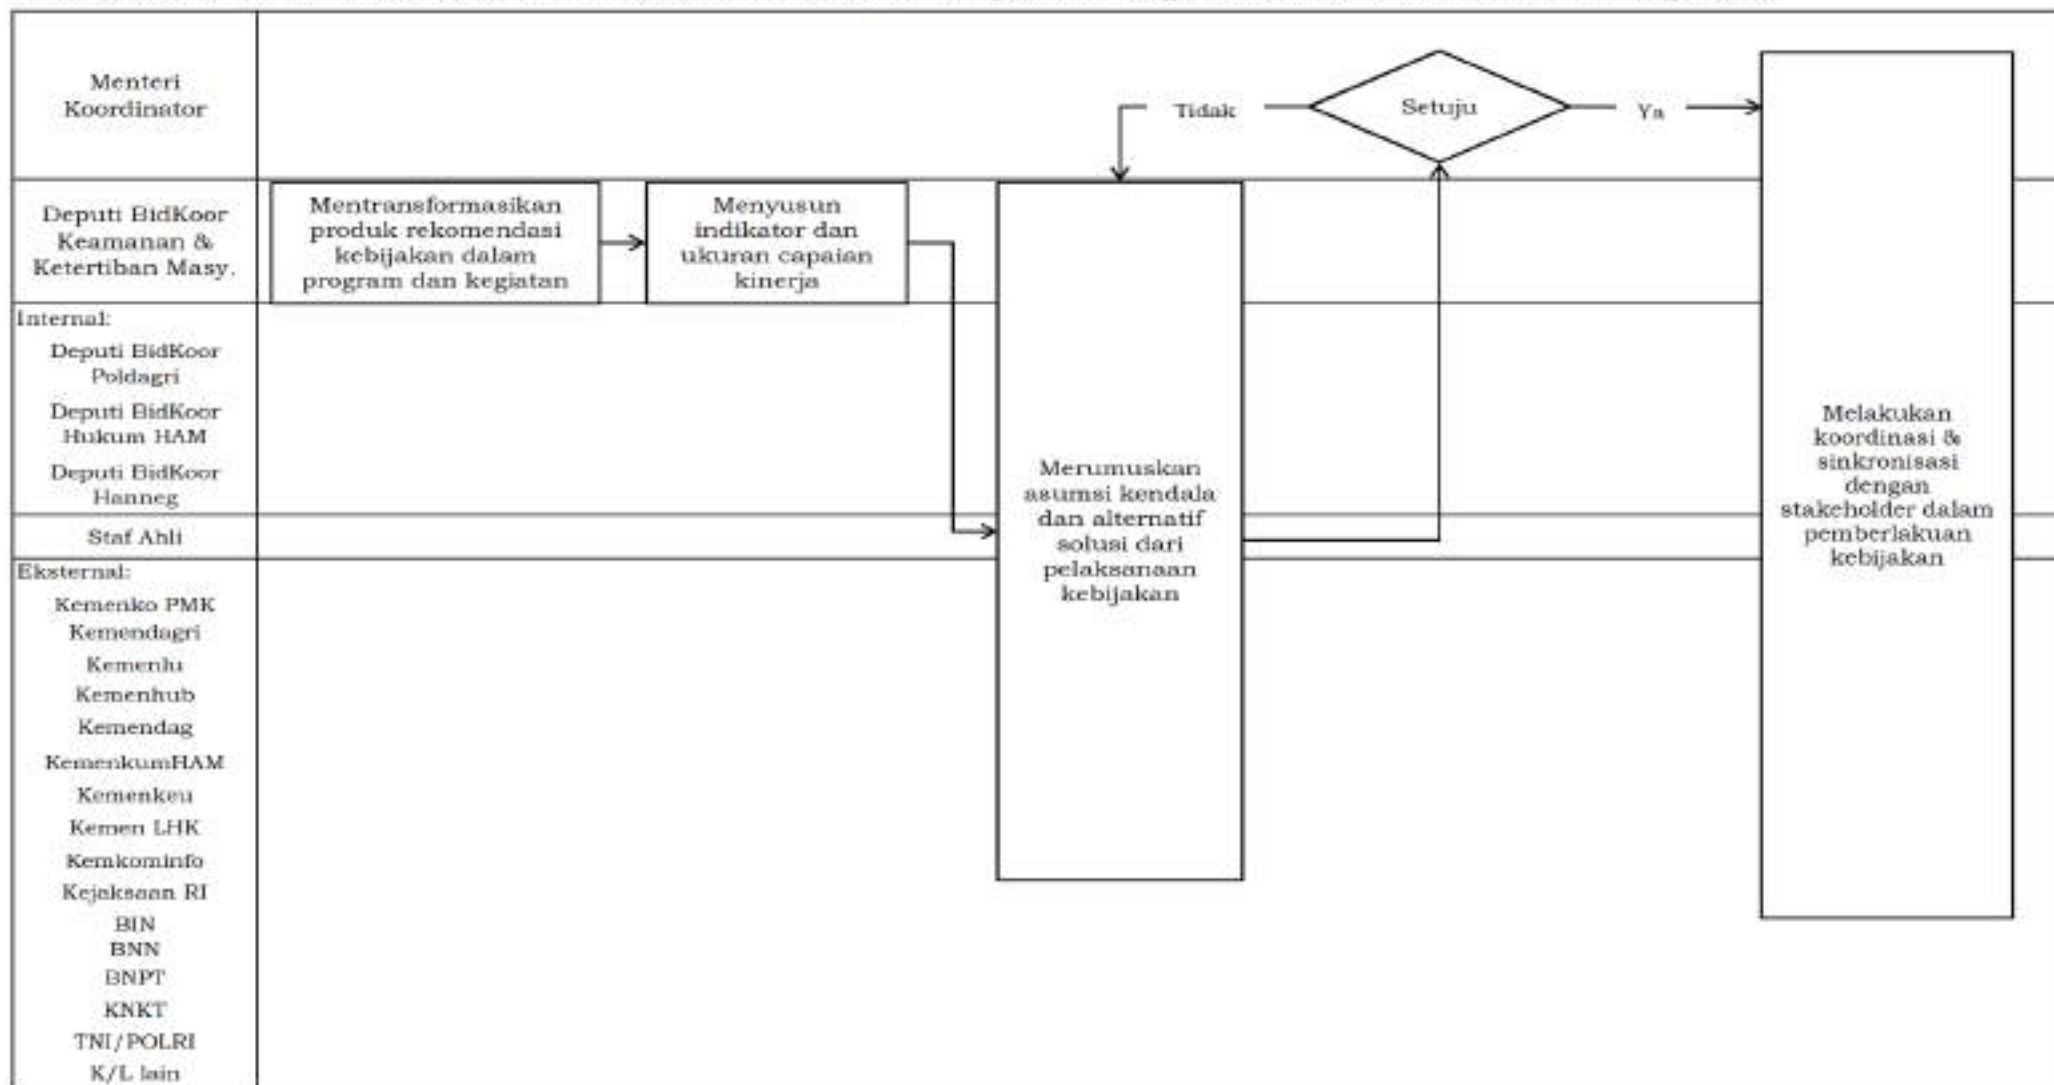 Menteri
Koordinator
Tidak
Setuju
Ya
Deputi BidKoor
Keamanan &
Ketertiban Masy.
Mentransformasikan
produk rekomendasi
kebijakan dalam
program dan kegiatan
Menyusun
indikator dan
ukuran capaian
kinerja
Internal:
Deputi BidKoor
Poldagri
Deputi BidKoor
Hukum HAM
Deputi BidKoor
Hanneg
Staf Ahli
Merumuskan
asumsi kendala
dan alternatif
solusi dari
pelaksanaan
kebijakan
Melakukan
koordinasi &
sinkronisasi
dengan
stakeholder dalam
pemberlakuan
kebijakan
Eksternal:
Kemenko PMK
Kemendagri
Kemenlu
Kemenhub
Kemendag
KemenkumHAM
Kemenkeu
Kemen LHK
Kemkominfo
Kejaksaan RI
BIN
BNN
BNPT
KNKT
TNI/POLRI
K/L lain